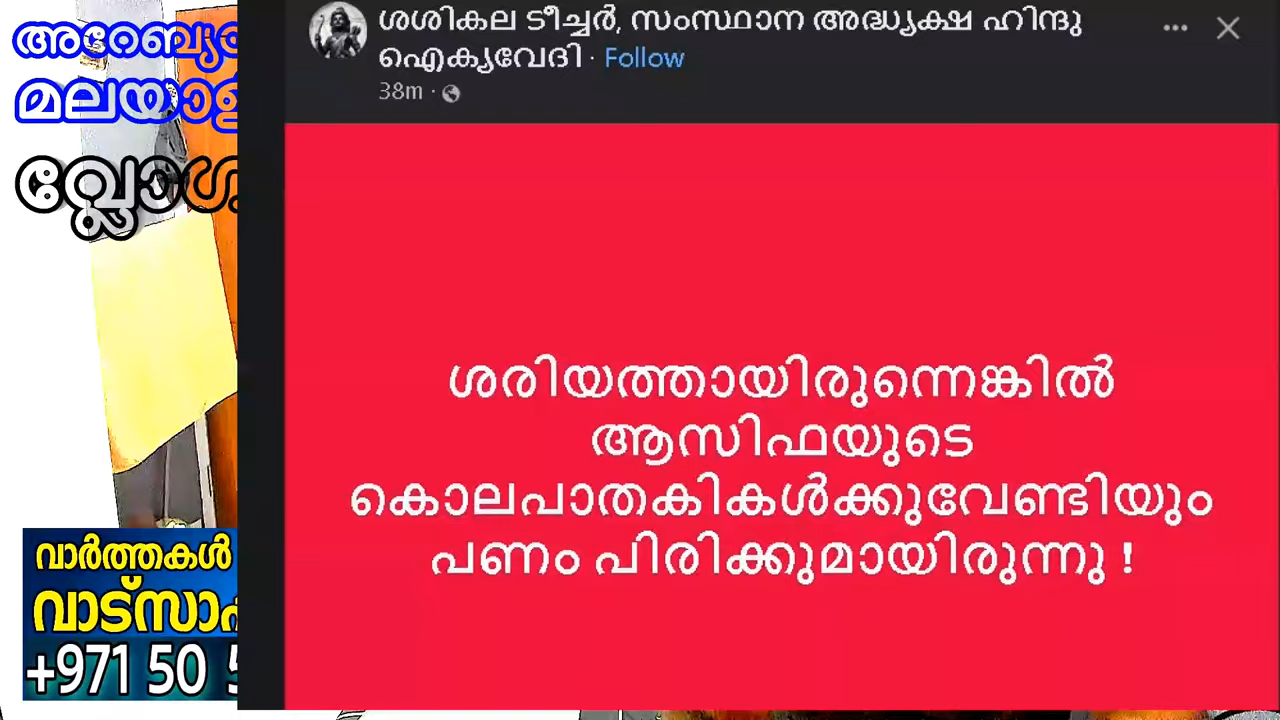 മലയാള
വാർത്തകൾ
+971 50
ശശികല ടീച്ചർ, സംസ്ഥാന അദ്ധ്യക്ഷ ഹിന്ദു
ഐക്യവേദി · Follow
38m ·
ശരിയത്തായിരുന്നെങ്കിൽ
ആസിഫയുടെ
കൊലപാതകികൾക്കുവേണ്ടിയും
പണം പിരിക്കുമായിരുന്നു !